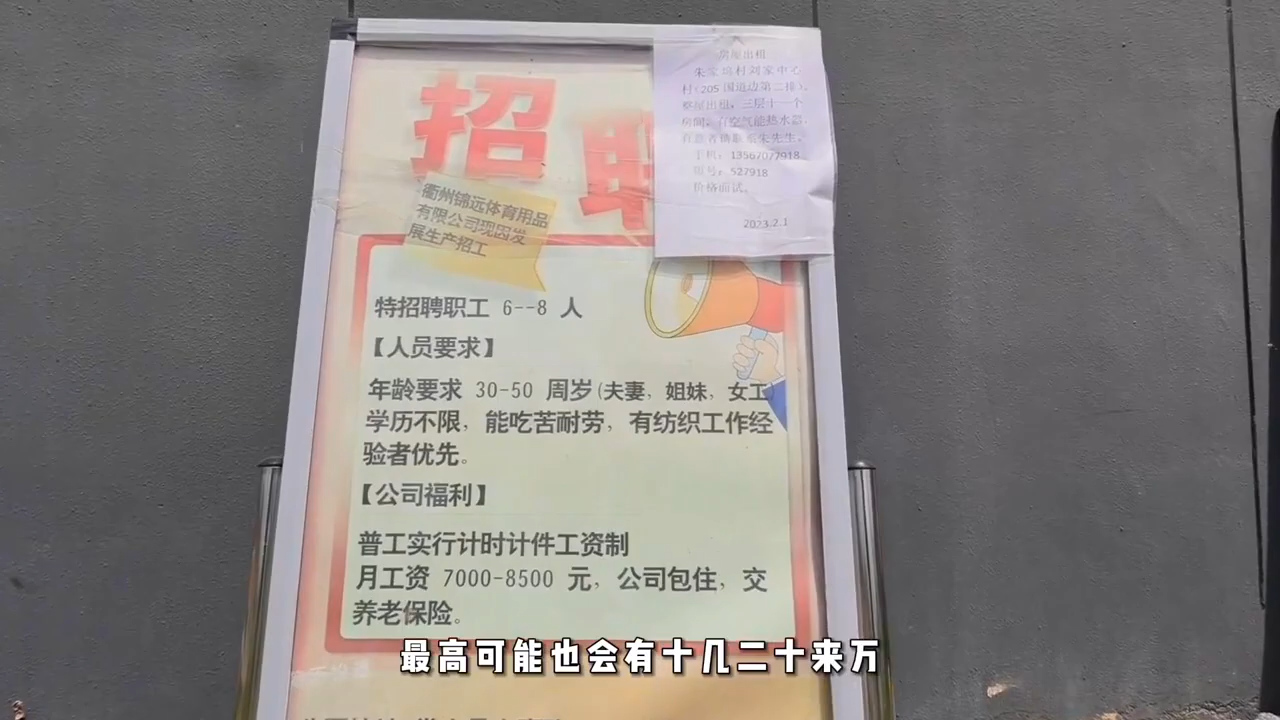 招聘
衢州锦远体育用品
有限公司现因发
展生产招工
房屋出租
朱家坞村刘家中心
村(205国道边第二排),
整屋出租，三层十一个
房间，有空气能热水器,
有意者请联系朱先生。
手机：13567077918
短号：527918
价格面试。
2023.2.1
特招聘职工 6--8 人
【人员要求】
年龄要求 30-50 周岁(夫妻，姐妹，女工)
学历不限，能吃苦耐劳，有纺织工作经
验者优先。
【公司福利】
普工实行计时计件工资制
月工资 7000-8500 元，公司包住，交
养老保险。
最高可能也会有十几二十来万